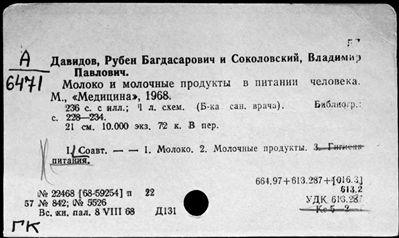 А
6471
Давидов, Рубен Багдасарович и Соколовский, Владимир
Павлович.
Молоко и молочные продукты в питании человека.
М., «Медицина», 1968.
236 с. с илл.; 1 л. схем. (Б-ка сан. врача). Библиогр.:
с. 228—234.
21 см. 10.000 экз. 72 к. В пер.
1. Соавт. — — 1. Молоко. 2. Молочные продукты. 3. Гигиена
питания.
664.97+613.287+[016.3]
613.2
№ 22468 [68-59254] п 22
УДК 613.287
57 № 842; № 5526
Вс. кн. пал. 8 VIII 68 Д131
ГК